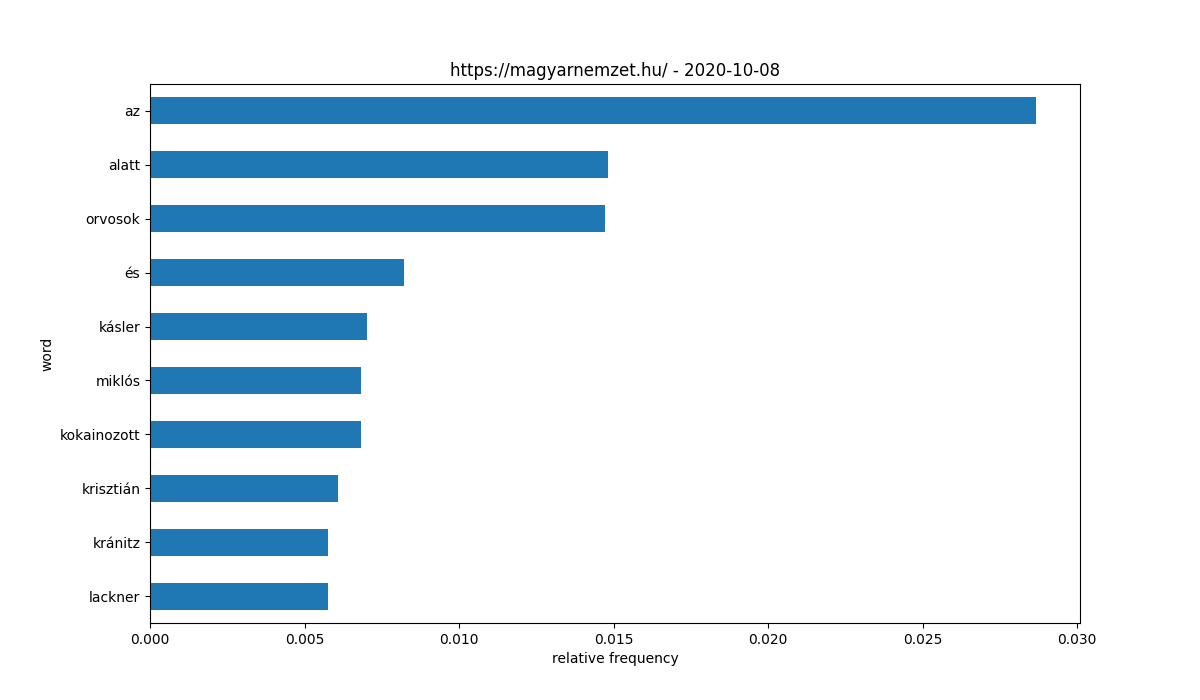 https://magyarnemzet.hu/ - 2020-10-08
az
alatt
orvosok
és
kásler
miklós
kokainozott
krisztián
kránitz
lackner
word
0.000 0.005 0.010 0.015 0.020 0.025 0.030
relative frequency